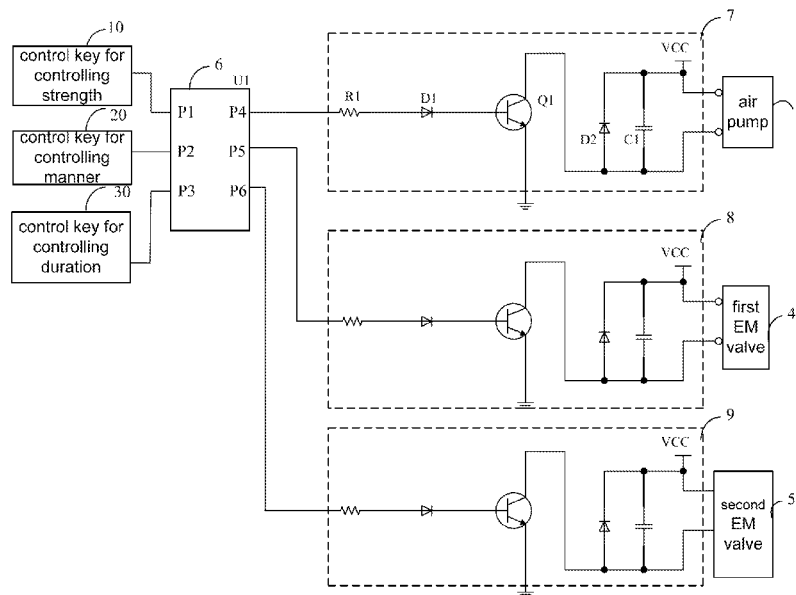 10
control key for
controlling
strength
20
control key for
controlling
manner
30
control key for
controlling
duration
6
U1
P1
P2
P3
P4
P5
P6
7
R1
D1
Q1
D2
C1
VCC
air
pump
8
VCC
first
EM
valve
4
9
VCC
second
EM
valve
5